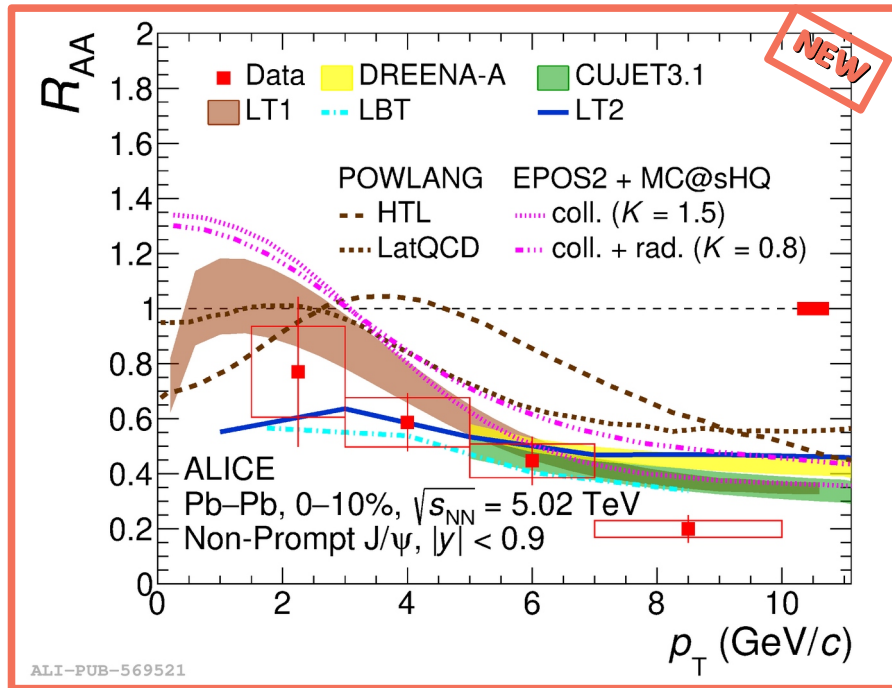 NEW
R_AA
2
1.8
1.6
1.4
1.2
1
0.8
0.6
0.4
0.2
0
Data DREENA-A CUJET3.1
LT1 LBT LT2
POWLANG EPOS2 + MC@sHQ
HTL coll. (K = 1.5)
LatQCD coll. + rad. (K = 0.8)
ALICE
Pb–Pb, 0–10%, √s_NN = 5.02 TeV
Non-Prompt J/ψ, |y| < 0.9
0 2 4 6 8 10
p_T (GeV/c)
ALI-PUB-569521